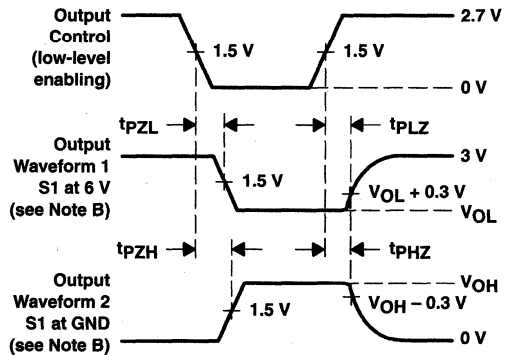 Output
Control
(low-level
enabling)
1.5 V
1.5 V
2.7 V
0 V
tPZL
tPLZ
Output
Waveform 1
S1 at 6 V
(see Note B)
1.5 V
3 V
VOL + 0.3 V
VOL
tPZH
tPHZ
Output
Waveform 2
S1 at GND
(see Note B)
1.5 V
VOH
VOH – 0.3 V
0 V